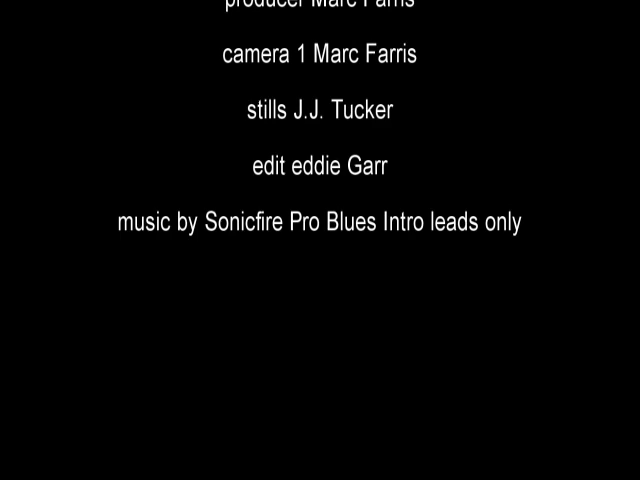 producer Marc Farris
camera 1 Marc Farris
stills J.J. Tucker
edit eddie Garr
music by Sonicfire Pro Blues Intro leads only